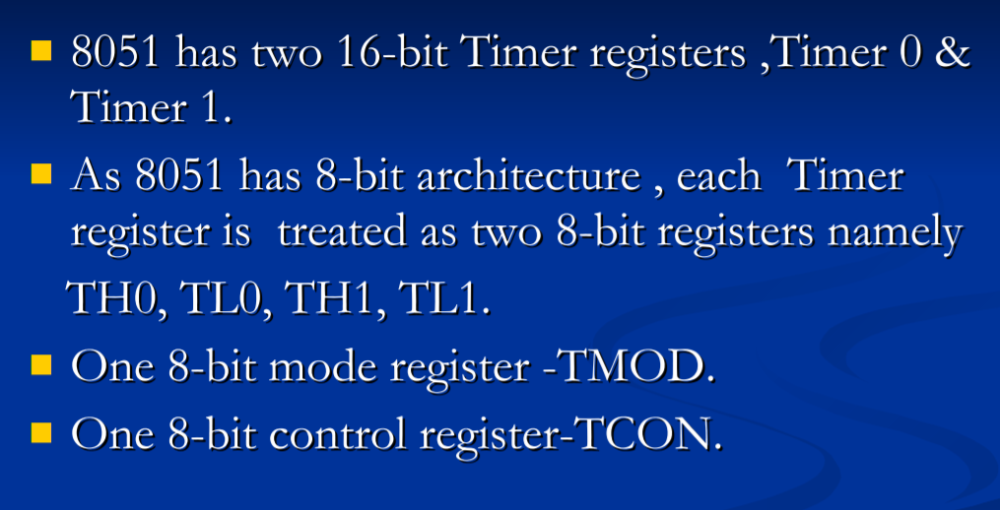 8051 has two 16-bit Timer registers ,Timer 0 &
Timer 1.
As 8051 has 8-bit architecture , each  Timer
register is  treated as two 8-bit registers namely
TH0, TL0, TH1, TL1.
One 8-bit mode register -TMOD.
One 8-bit control register-TCON.